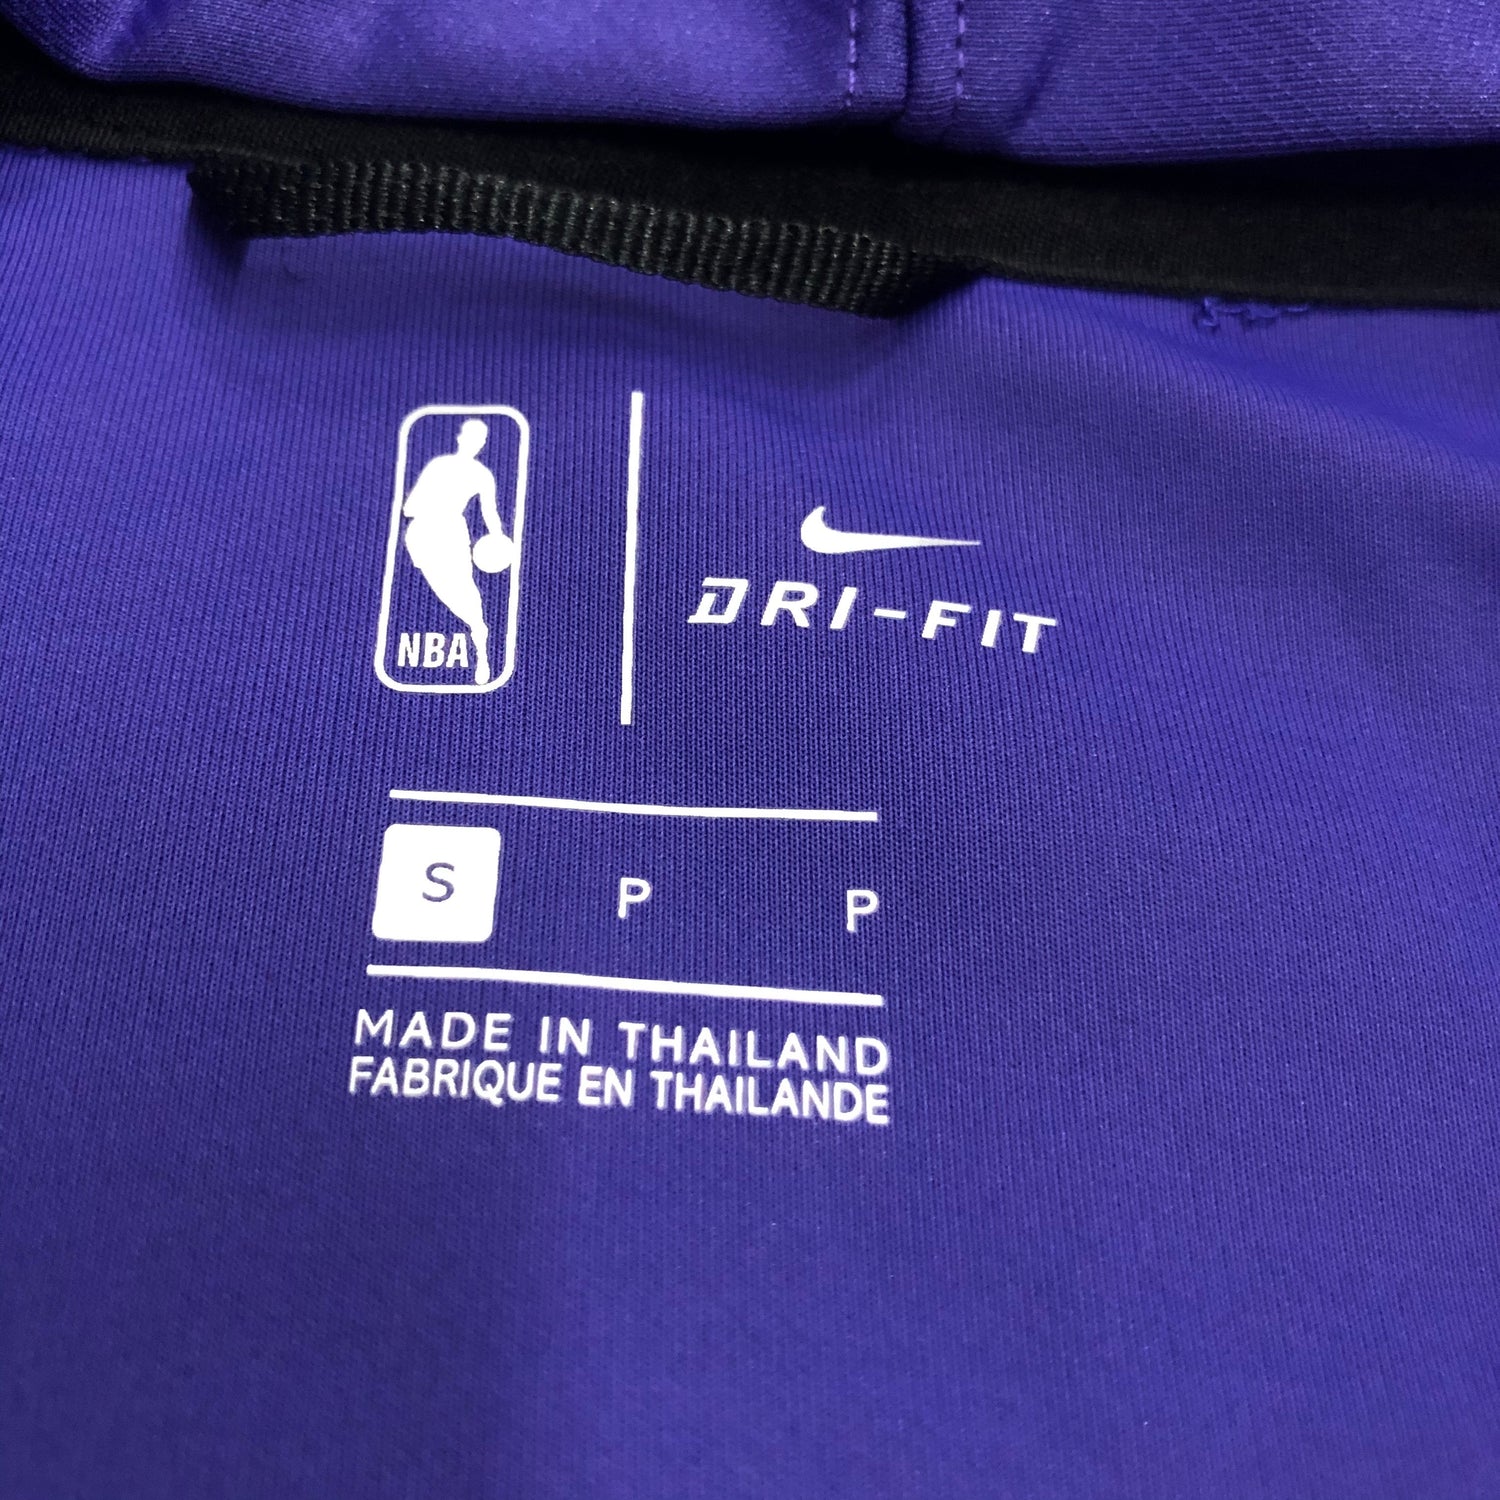 NBA
DRI-FIT
S P P
MADE IN THAILAND
FABRIQUE EN THAILANDE